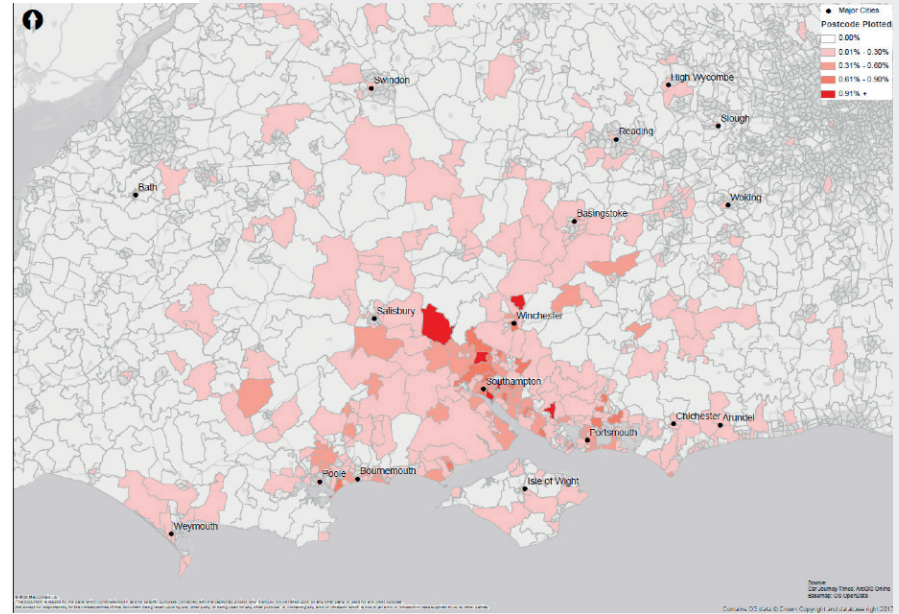 Major Cities
Postcode Plotted
0.00%
0.01% - 0.30%
0.31% - 0.60%
0.61% - 0.90%
0.91% +
Swindon
High Wycombe
Slough
Reading
Bath
Woking
Basingstoke
Salisbury
Winchester
Southampton
Chichester
Arundel
Portsmouth
Poole
Bournemouth
Isle of Wight
Weymouth
Source:
Car Journey Times: ArcGIS Online
Basemap: OS OpenData
Contains OS data © Crown Copyright and database right 2017